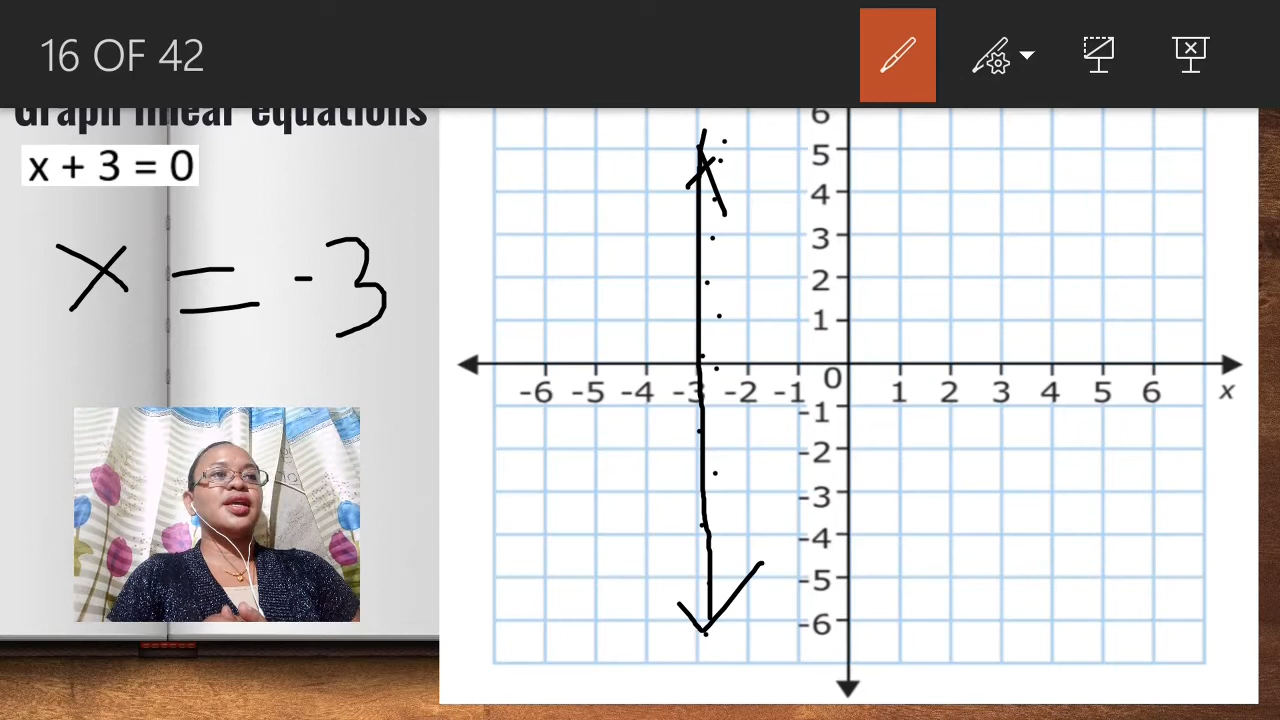 16 OF 42
Graph linear equations
x + 3 = 0
x = -3
6
5
4
3
2
1
0
-6 -5 -4 -3 -2 -1 1 2 3 4 5 6 x
-1
-2
-3
-4
-5
-6